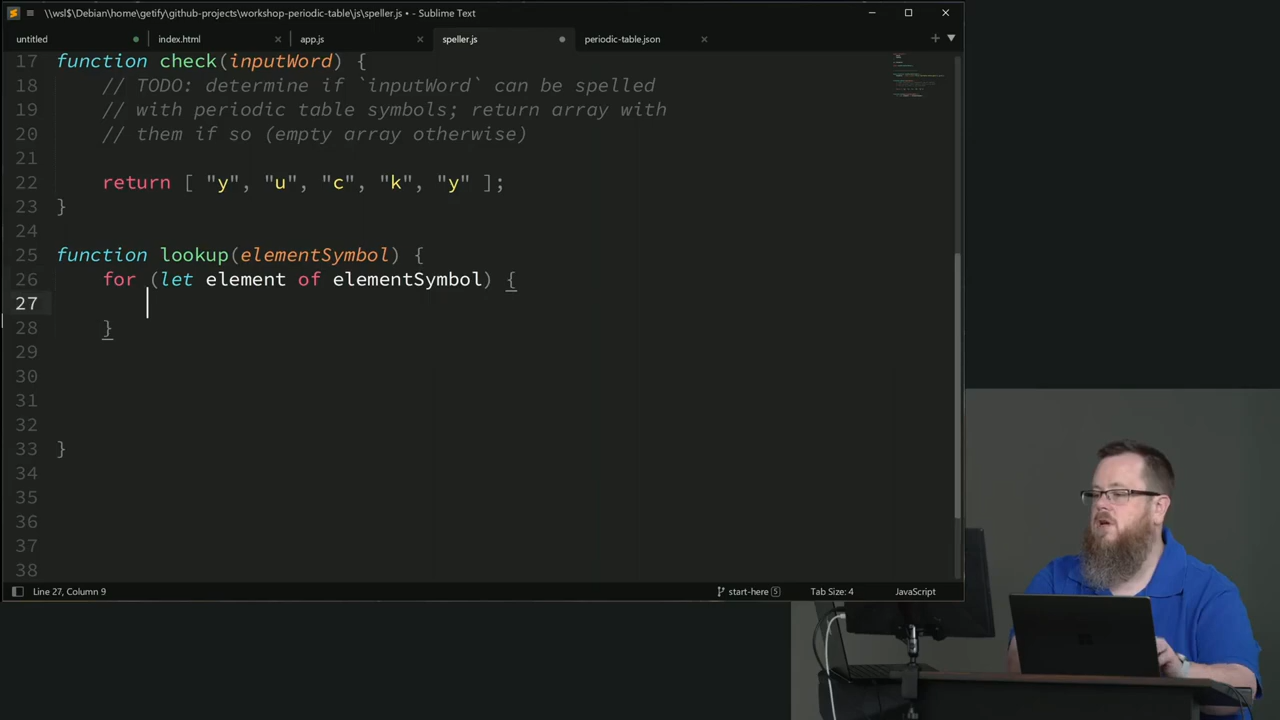 \\wsl$\Debian\home\getify\github-projects\workshop-periodic-table\js\speller.js • - Sublime Text
untitled index.html app.js speller.js periodic-table.json
17 function check(inputWord) {
18 // TODO: determine if `inputWord` can be spelled
19 // with periodic table symbols; return array with
20 // them if so (empty array otherwise)
21
22 return [ "y", "u", "c", "k", "y" ];
23 }
24
25 function lookup(elementSymbol) {
26 for (let element of elementSymbol) {
27
28 }
29
30
31
32
33 }
34
35
36
37
38
Line 27, Column 9 start-here 5 Tab Size: 4 JavaScript